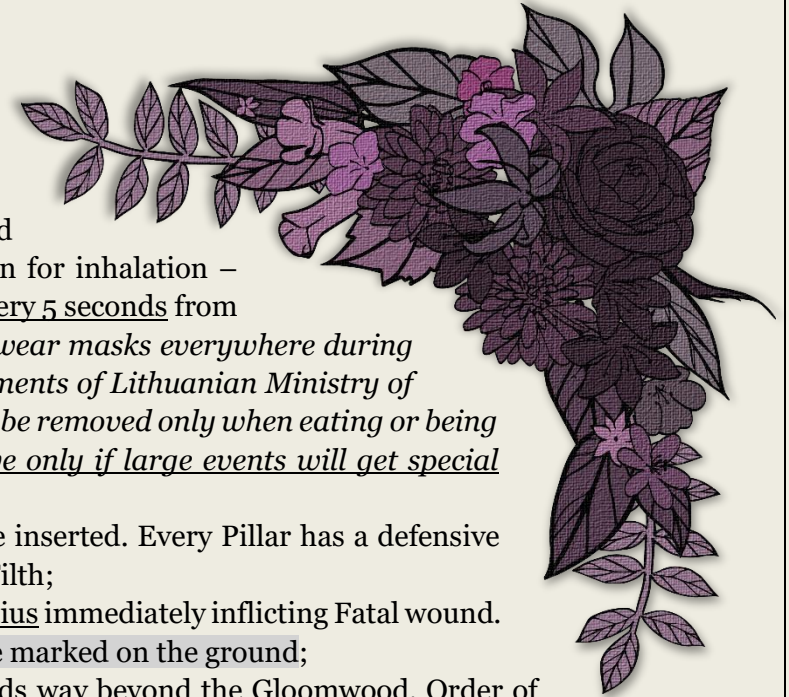 d
n for inhalation –
ery 5 seconds from
wear masks everywhere during
ments of Lithuanian Ministry of
be removed only when eating or being
e only if large events will get special
e inserted. Every Pillar has a defensive
ilth;
ius immediately inflicting Fatal wound.
e marked on the ground;
ds way beyond the Gloomwood. Order of